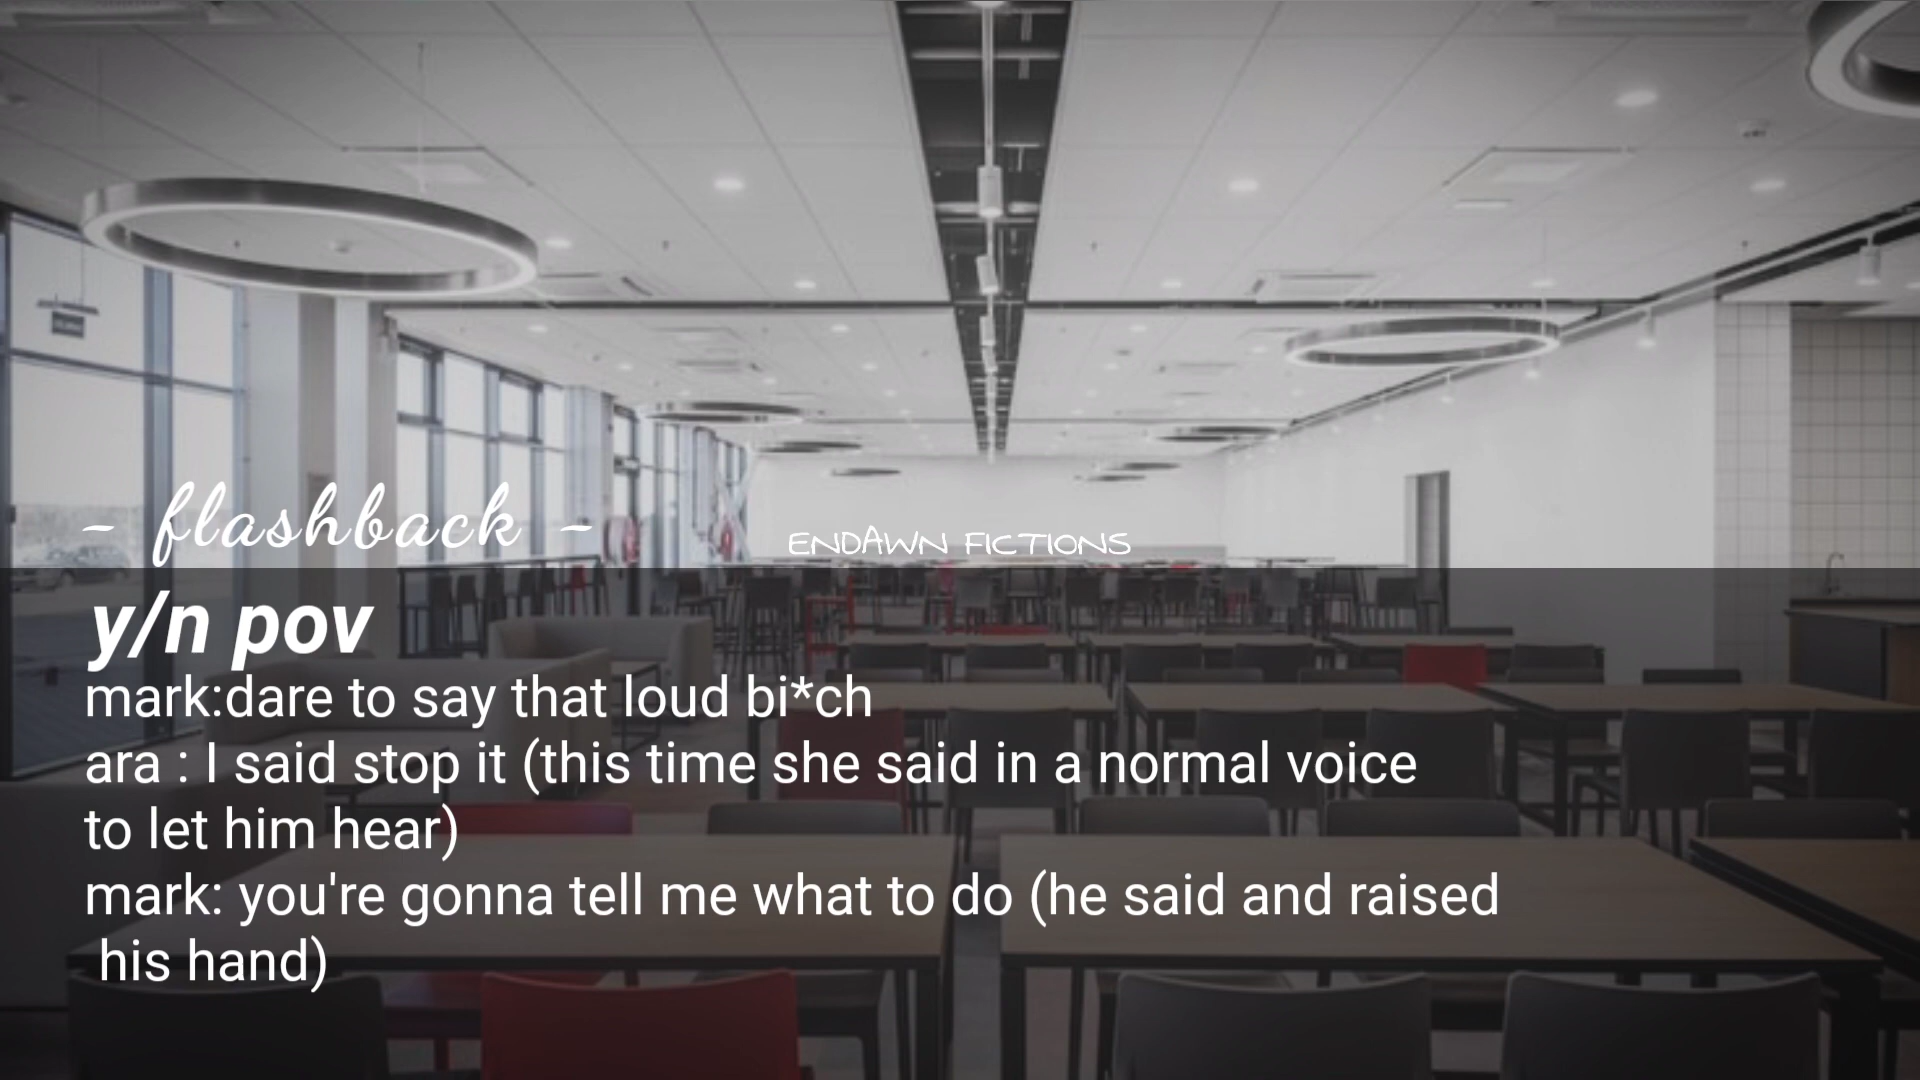 - flashback -
ENDAWN FICTIONS
y/n pov
mark:dare to say that loud bi*ch
ara : I said stop it (this time she said in a normal voice
to let him hear)
mark: you're gonna tell me what to do (he said and raised
his hand)